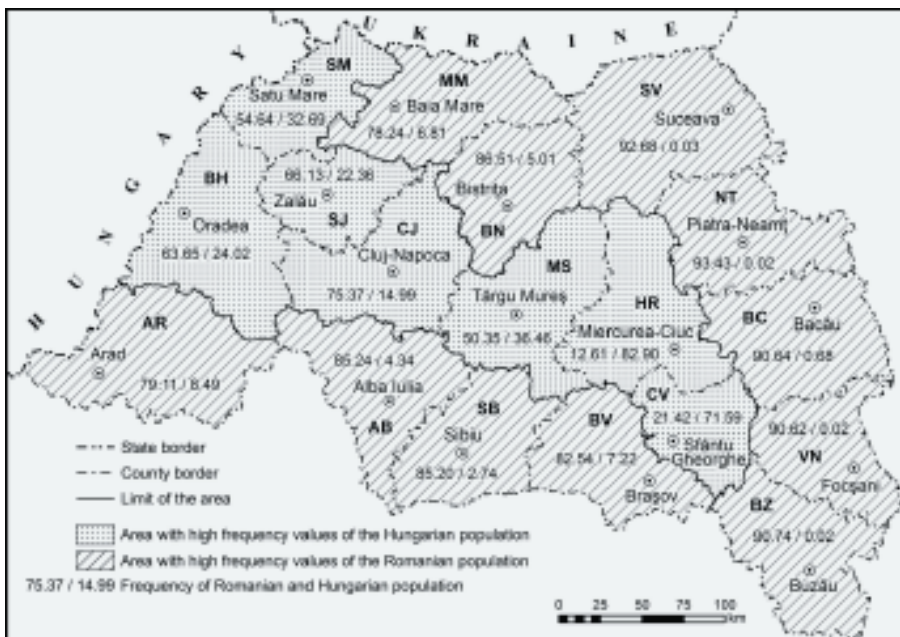 UKRAINE
HUNGARY
SM
Satu Mare
54.64 / 32.69
MM
Baia Mare
78.24 / 6.81
SV
Suceava
92.68 / 0.03
BH
Oradea
63.65 / 24.02
66.13 / 22.36
Zalău
SJ
CJ
Cluj-Napoca
75.37 / 14.99
86.51 / 5.01
Bistrița
BN
NT
Piatra-Neamț
93.43 / 0.02
MS
Târgu Mureș
50.35 / 36.46
HR
Miercurea-Ciuc
12.61 / 82.90
BC
Bacău
90.64 / 0.68
AR
Arad
79.11 / 8.49
85.24 / 4.34
Alba Iulia
AB
SB
Sibiu
85.20 / 2.74
BV
82.54 / 7.22
Brașov
CV
21.42 / 71.59
Sfântu
Gheorghe
90.62 / 0.02
VN
Focșani
BZ
90.74 / 0.02
Buzău
State border
County border
Limit of the area
Area with high frequency values of the Hungarian population
Area with high frequency values of the Romanian population
75.37 / 14.99 Frequency of Romanian and Hungarian population
0 25 50 75 100
km